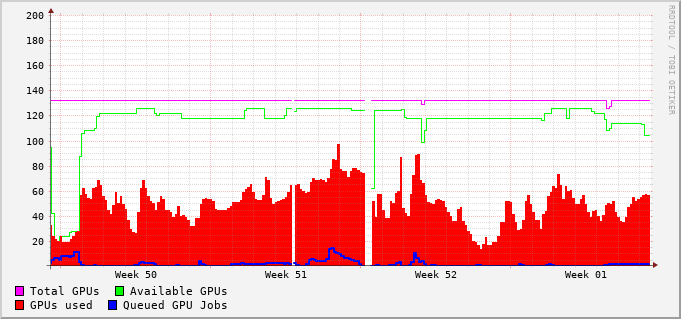 200
180
160
140
120
100
80
60
40
20
Week 50 Week 51 Week 52 Week 01
Total GPUs Available GPUs
GPUs used Queued GPU Jobs
RRDTOOL / TOBI OETIKER